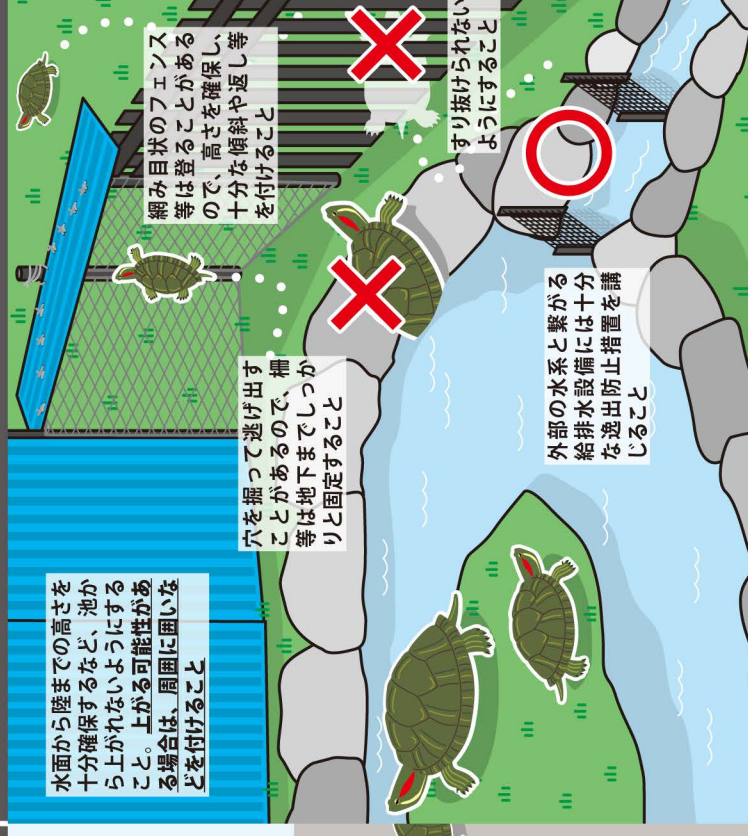 水面から陸までの高さを
十分確保するなど、池か
ら上がれないようにする
こと。上がる可能性があ
る場合は、周囲に囲いな
どを付けること
穴を掘って逃げ出す
ことがあるので、柵
等は地下までしっか
りと固定すること
網み目状のフェンス
等は登ることがある
ので、高さを確保し、
十分な傾斜や返し等
を付けること
外部の水系と繋がる
給排水設備には十分
な逸出防止措置を講
じること
すり抜けられない
ようにすること